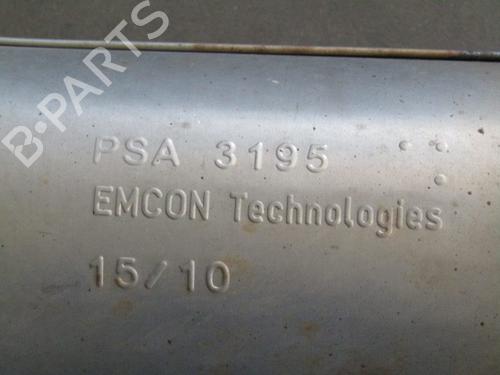 B-PARTS
PSA 3195
EMCON Technologies
15/10